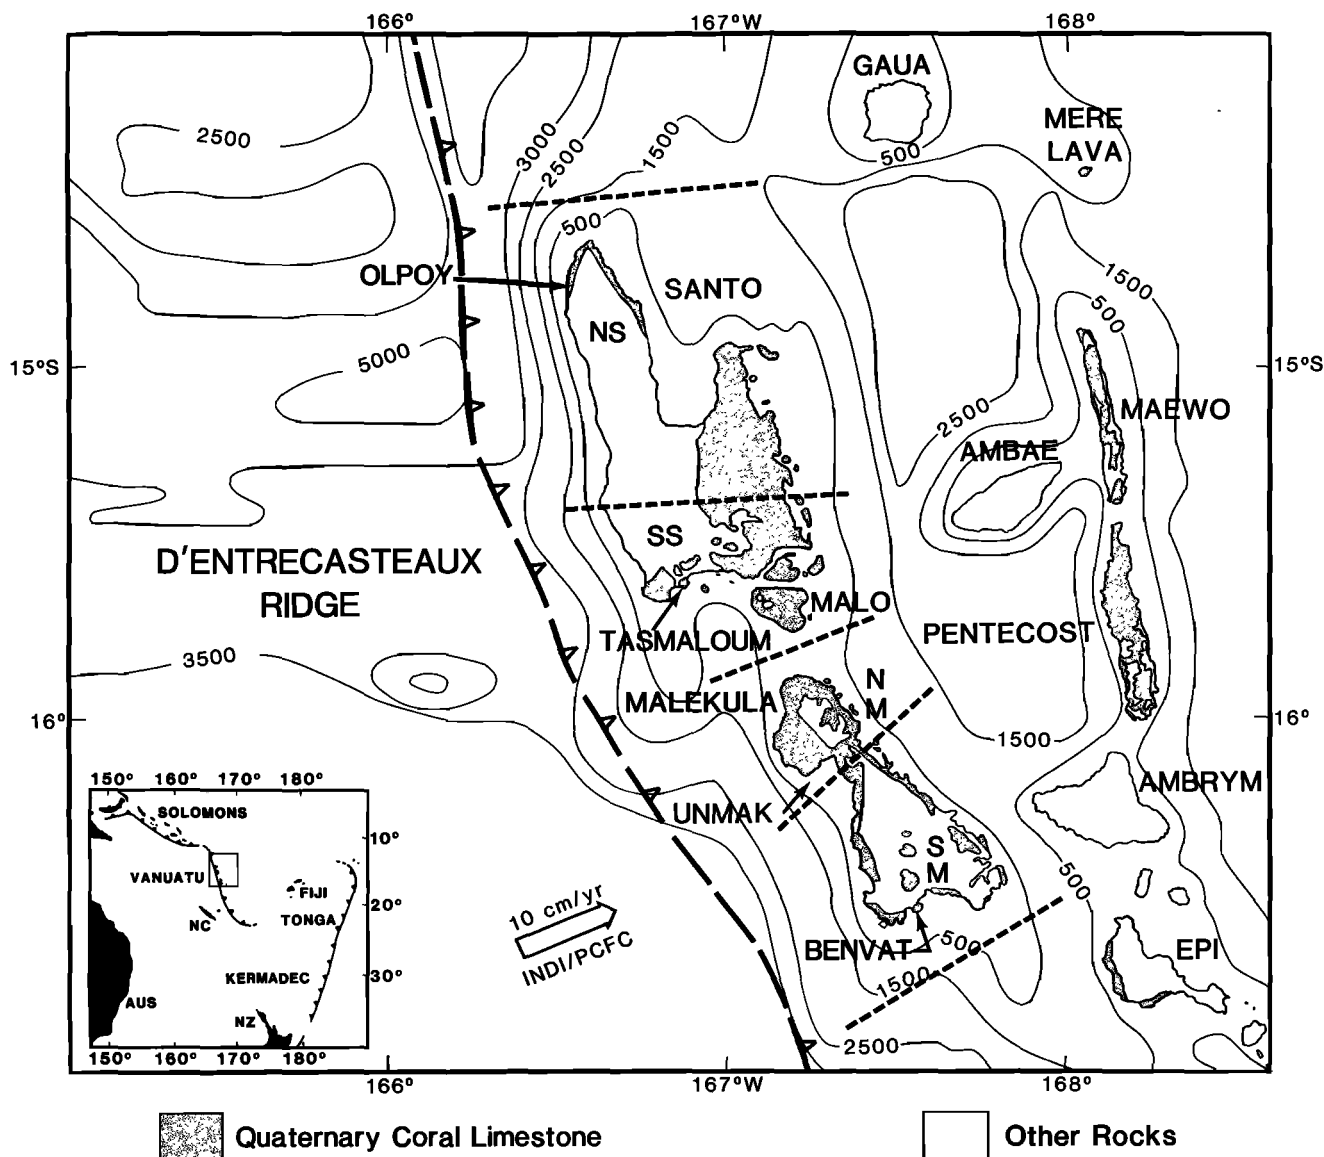 166° 167°W 168°
GAUA
2500
3000
2500
1500
500
MERE
LAVA
500
OLPOY
SANTO
1500
500
NS
15°S
5000
15°S
2500
MAEWO
AMBAE
SS
D'ENTRECASTEAUX
RIDGE
MALO
TASMALOUM
PENTECOST
3500
MALEKULA
N
M
16°
1500
16°
AMBRYM
UNMAK
S
M
500
10 cm/yr
INDI/PCFC
BENVAT
500
1500
EPI
2500
150° 160° 170° 180°
SOLOMONS
10°
VANUATU
FIJI
20°
NC
TONGA
KERMADEC
30°
AUS
NZ
150° 160° 170° 180°
166° 167°W 168°
Quaternary Coral Limestone
Other Rocks